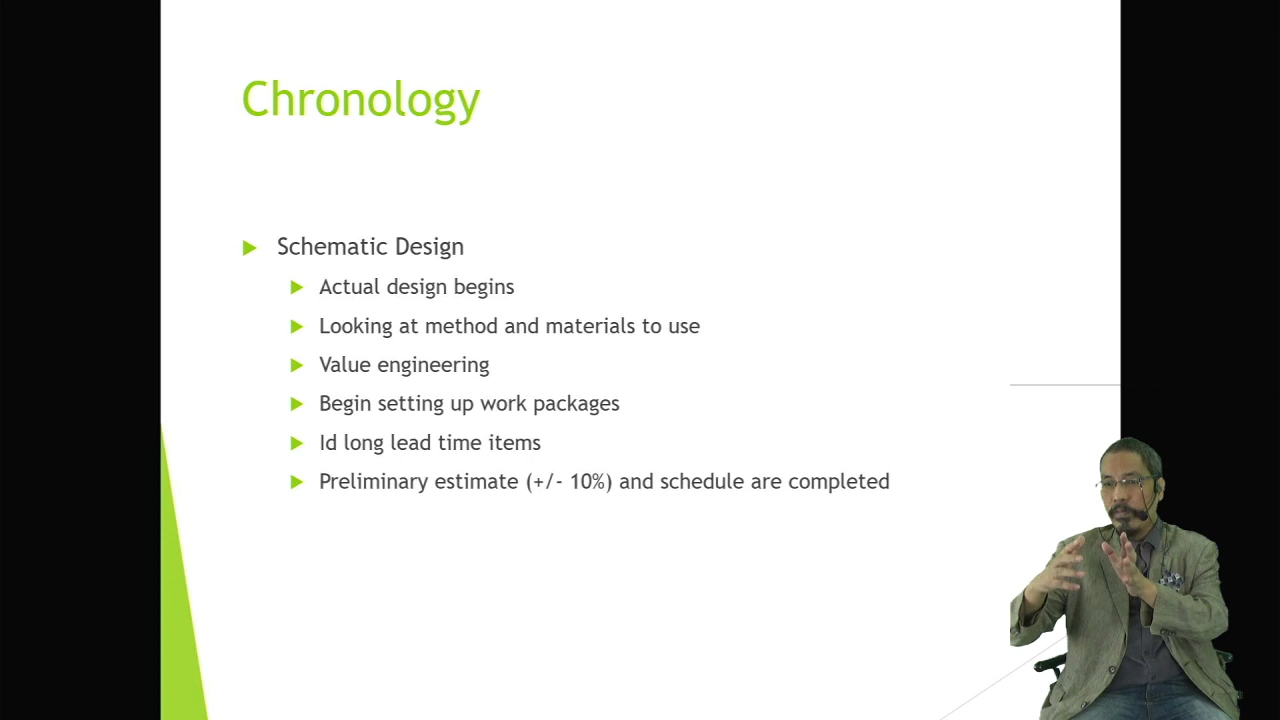 Chronology
Schematic Design
Actual design begins
Looking at method and materials to use
Value engineering
Begin setting up work packages
Id long lead time items
Preliminary estimate (+/- 10%) and schedule are completed